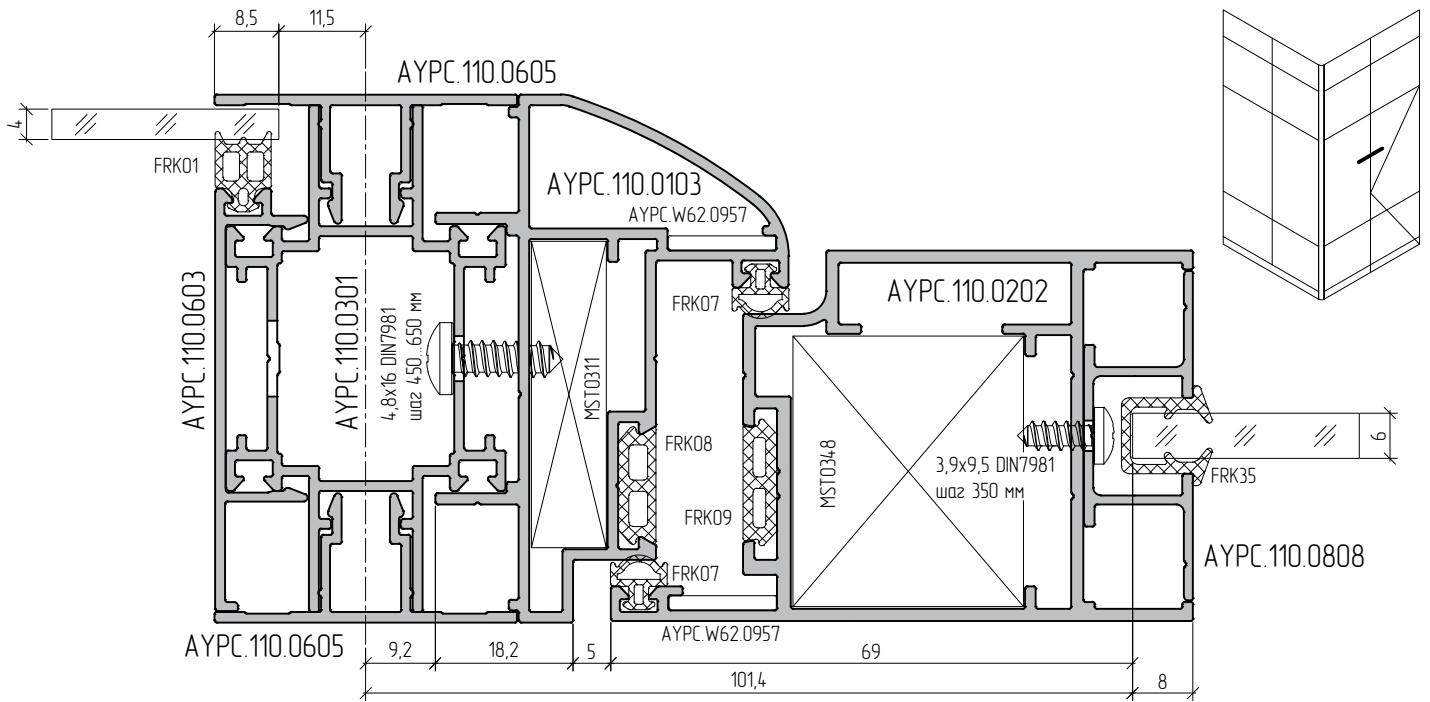 8,5
11,5
AYPC.110.0605
4
FRK01
AYPC.110.0103
AYPC.W62.0957
AYPC.110.0603
AYPC.110.0301
4,8x16 DIN7981
шаг 450...650 мм
MST0311
FRK07
AYPC.110.0202
FRK08
FRK09
MST0348
3,9x9,5 DIN7981
шаг 350 мм
6
FRK35
FRK07
AYPC.110.0808
AYPC.W62.0957
AYPC.110.0605
9,2
18,2
5
69
101,4
8